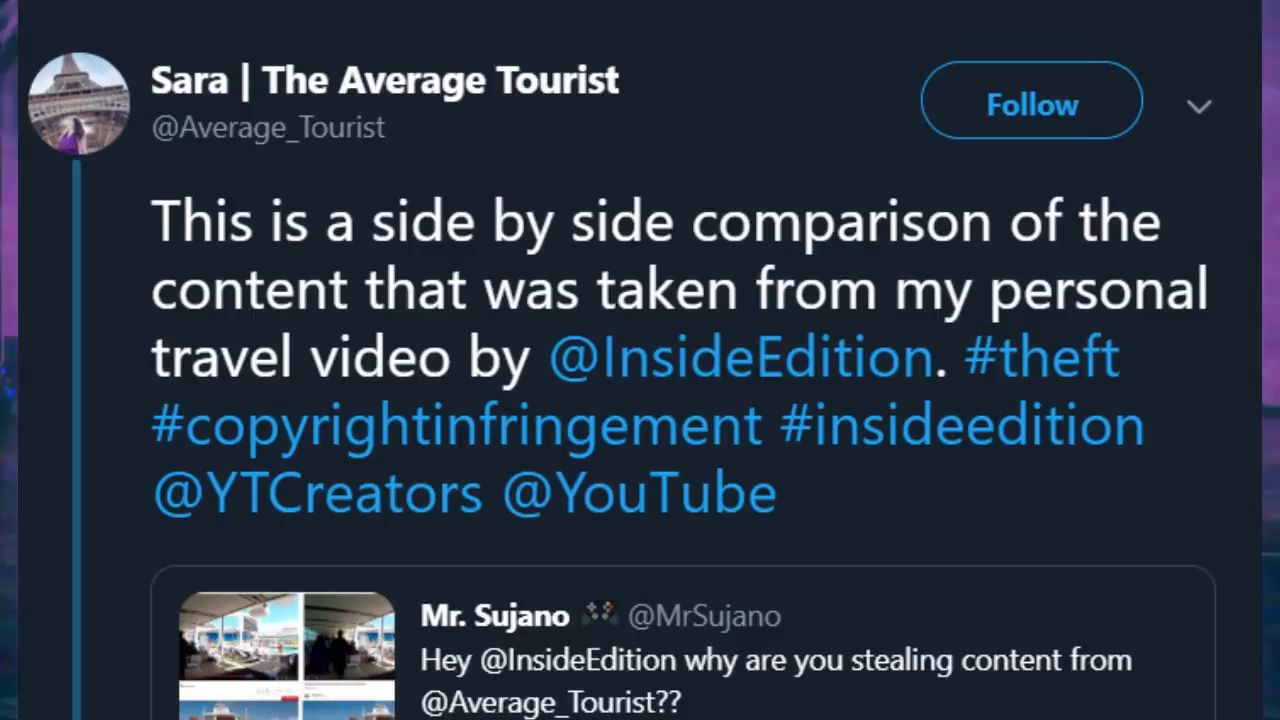 Sara | The Average Tourist
@Average_Tourist
Follow
This is a side by side comparison of the
content that was taken from my personal
travel video by @InsideEdition. #theft
#copyrightinfringement #insideedition
@YTCreators @YouTube
Mr. Sujano @MrSujano
Hey @InsideEdition why are you stealing content from
@Average_Tourist??